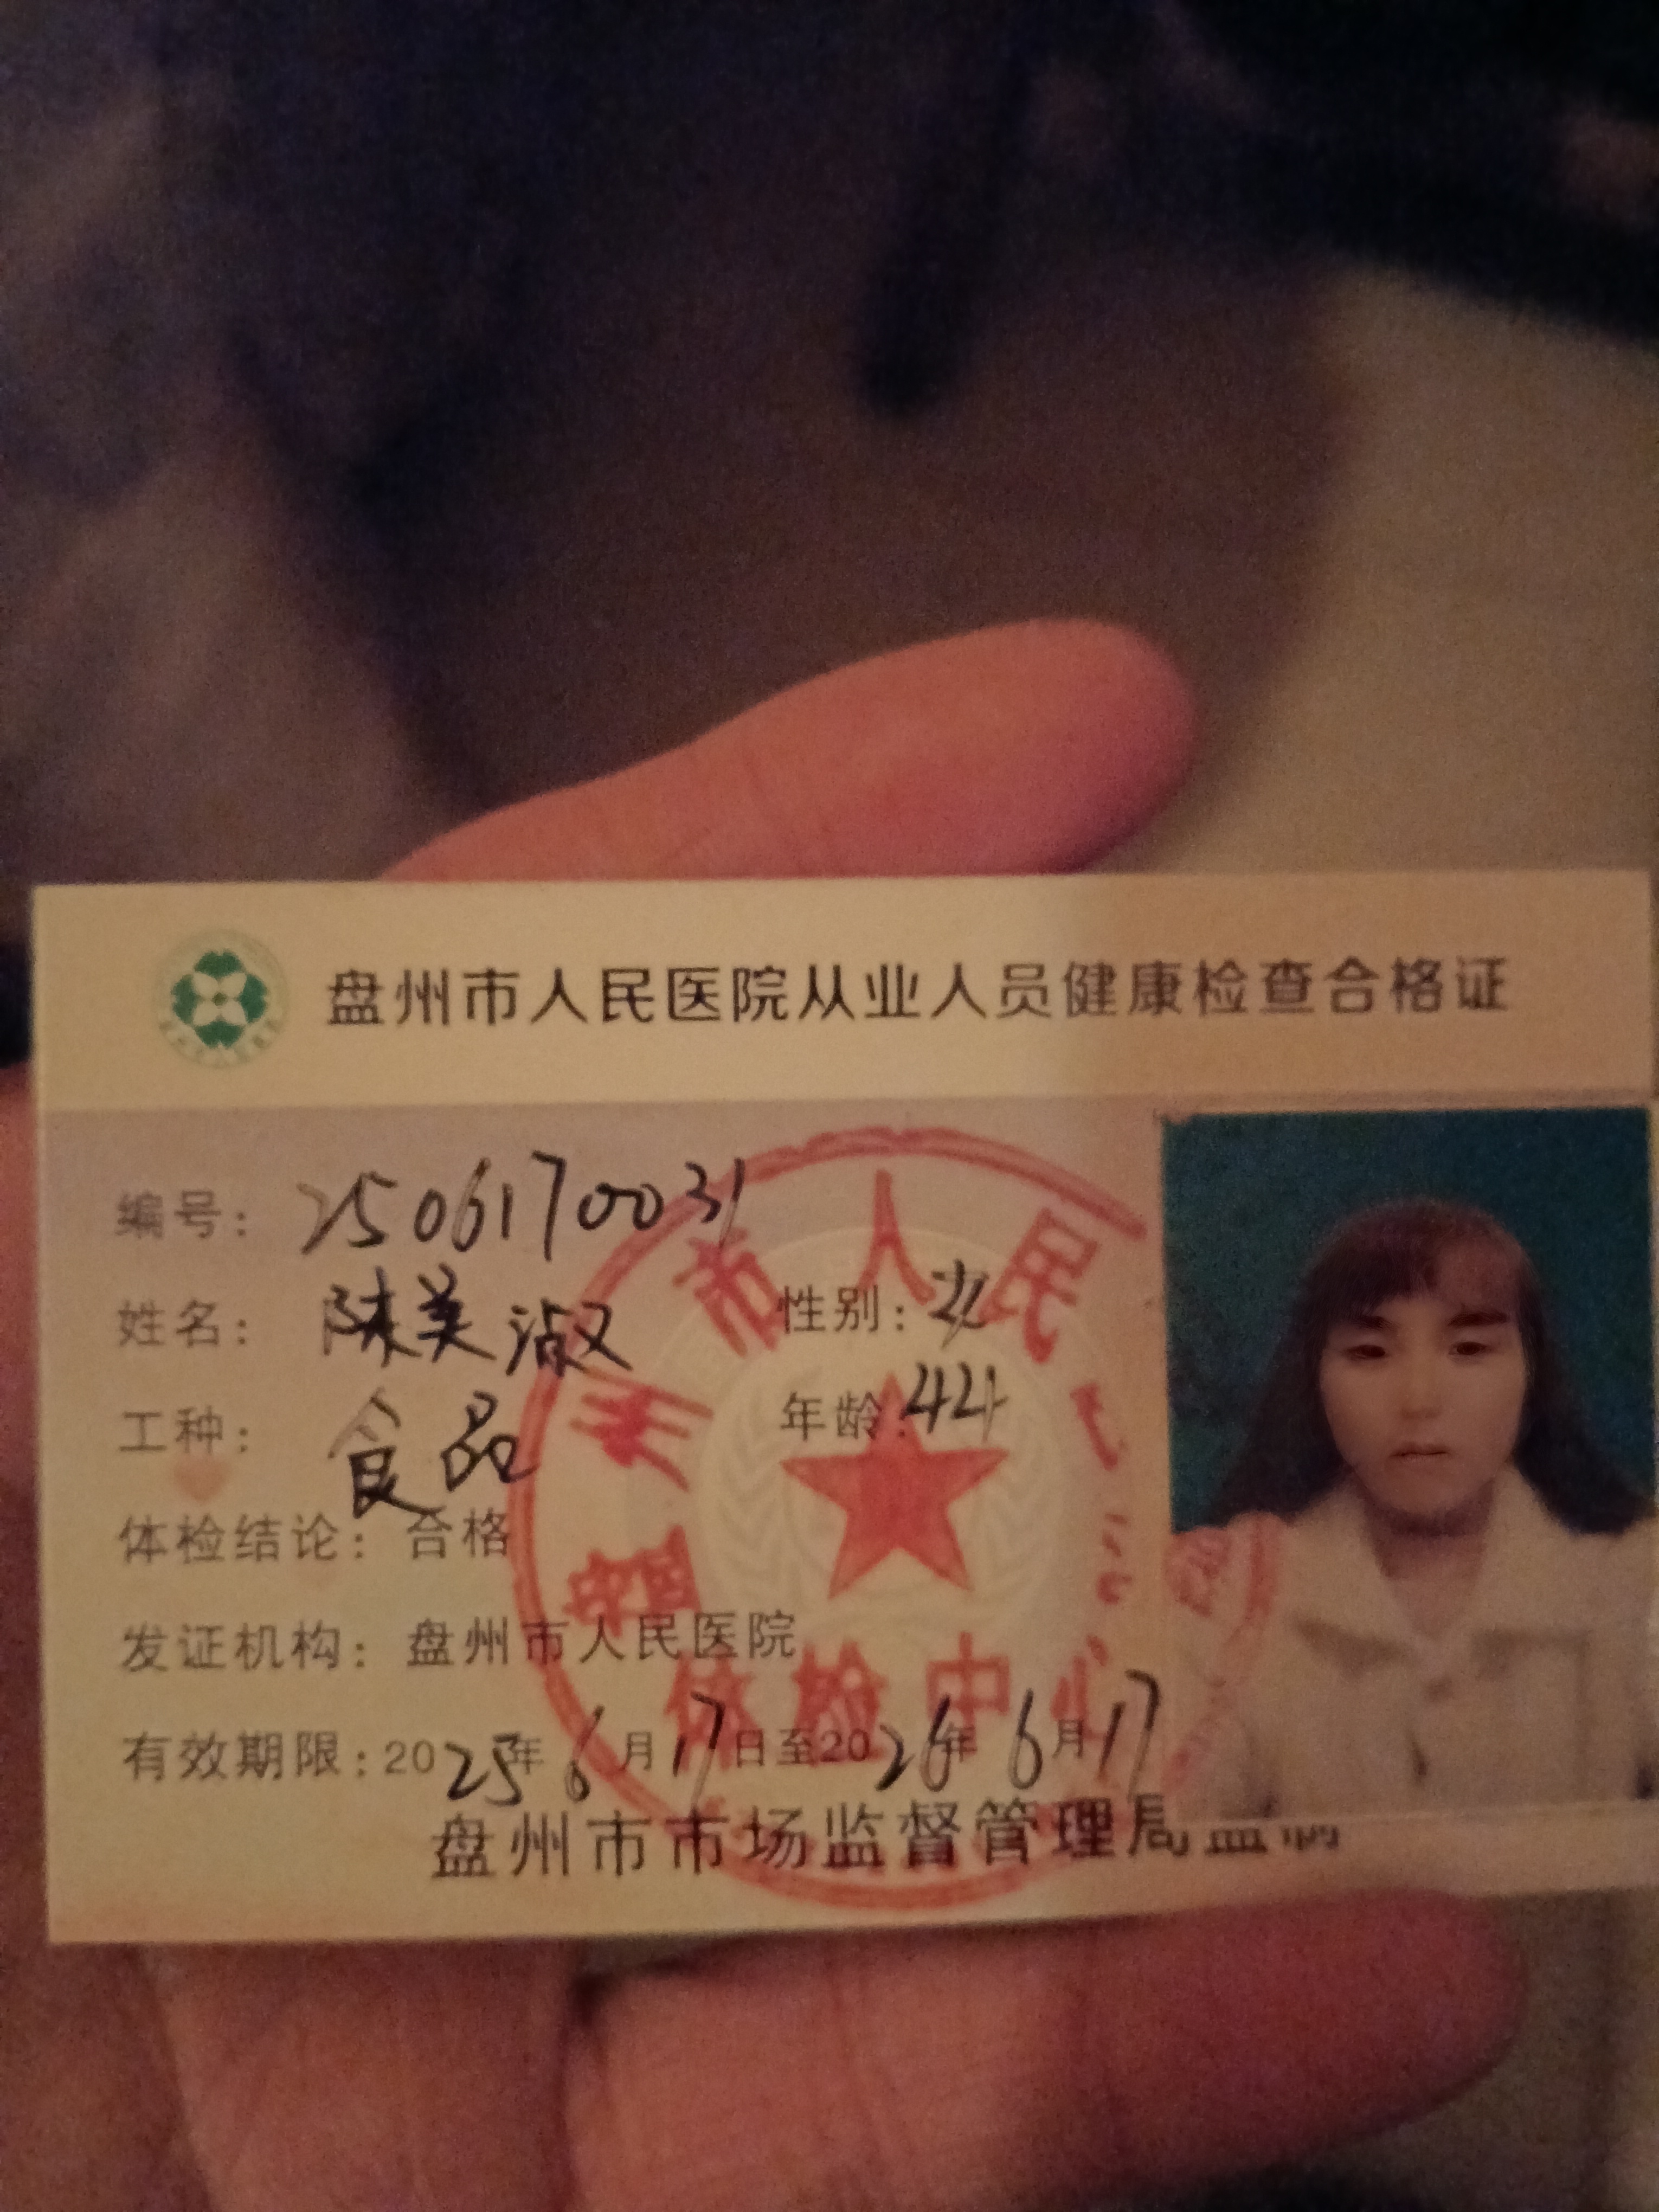 盘州市人民医院从业人员健康检查合格证
编号: 2506170031
姓名: 陈美淑 性别: 女
工种: 食品 年龄: 44
体检结论: 合格
发证机构: 盘州市人民医院
有效期限: 2025年6月17日至2026年6月17
盘州市市场监督管理局监制
州市人民
体检中心